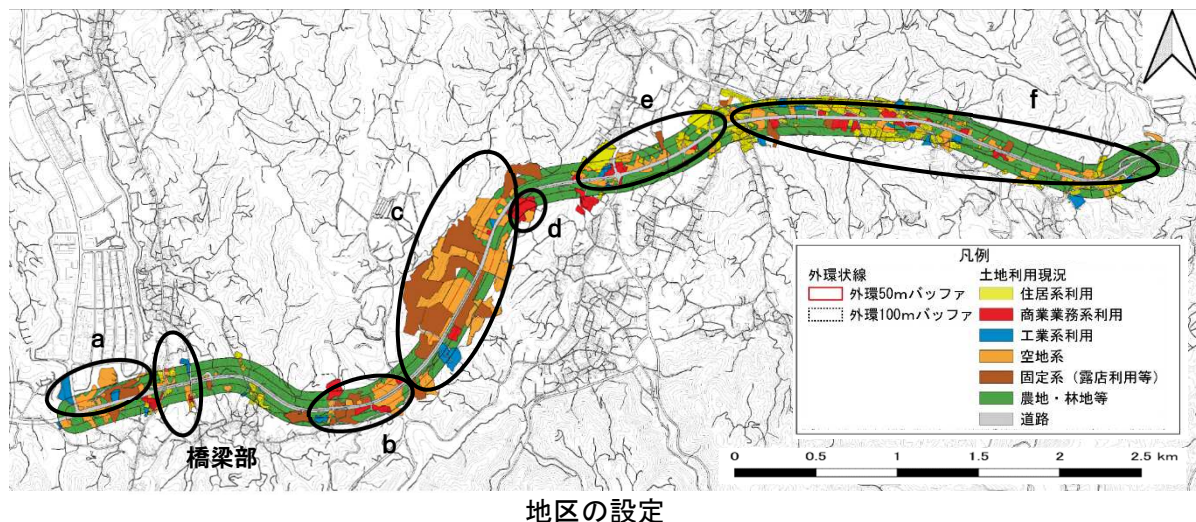 a
橋梁部
b
c
d
e
f
凡例
外環状線
外環50mバッファ
外環100mバッファ
土地利用現況
住居系利用
商業業務系利用
工業系利用
空地系
固定系（露店利用等）
農地・林地等
道路
0 0.5 1 1.5 2 2.5 km
地区の設定